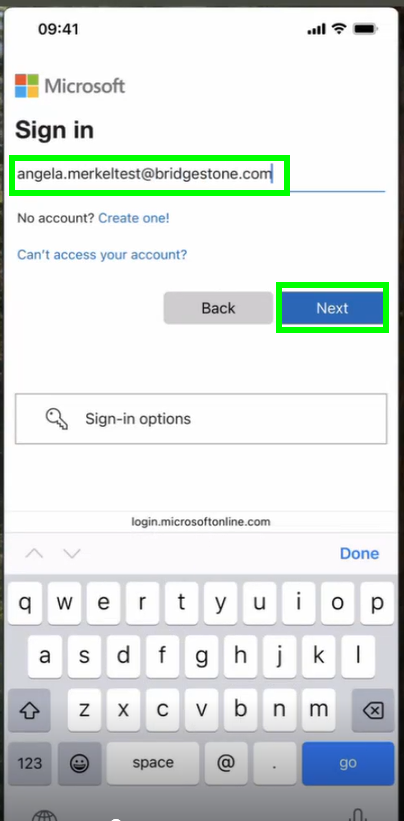 09:41
Microsoft
Sign in
angela.merkeltest@bridgestone.com
No account? Create one!
Can't access your account?
Back
Next
Sign-in options
login.microsoftonline.com
Done
q w e r t y u i o p
a s d f g h j k l
z x c v b n m
123 space @ . go